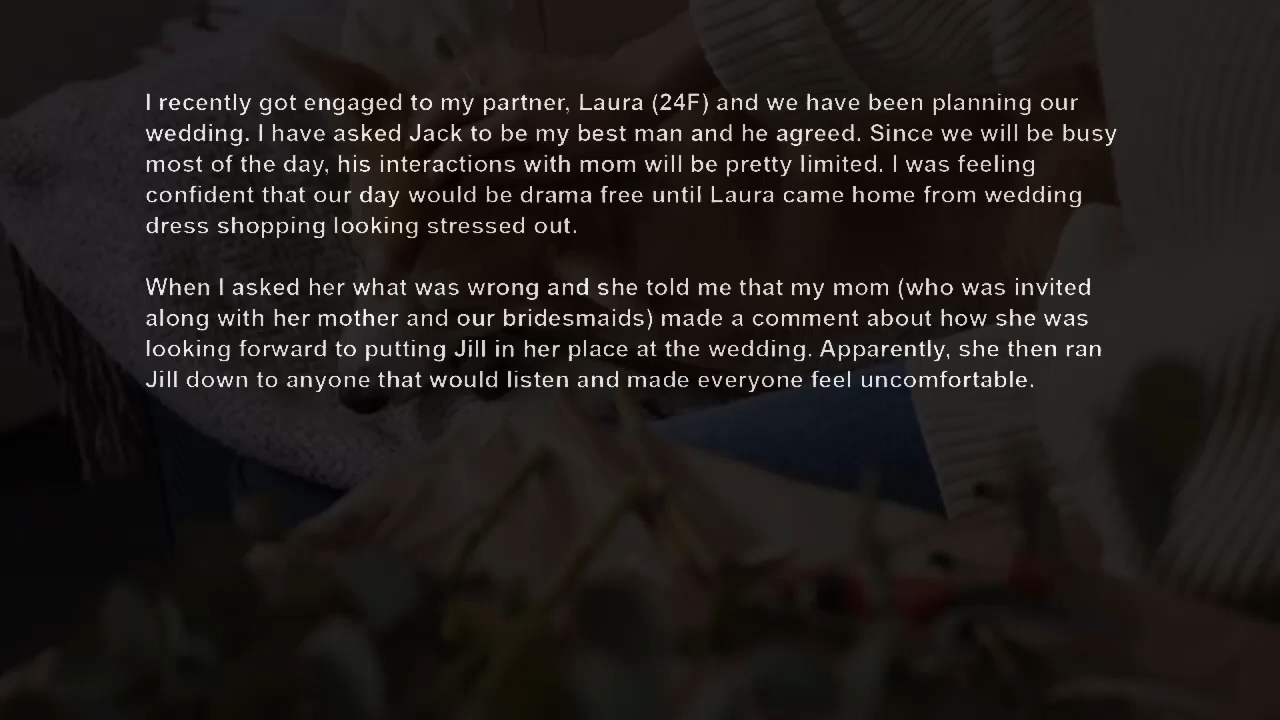 I recently got engaged to my partner, Laura (24F) and we have been planning our
wedding. I have asked Jack to be my best man and he agreed. Since we will be busy
most of the day, his interactions with mom will be pretty limited. I was feeling
confident that our day would be drama free until Laura came home from wedding
dress shopping looking stressed out.

When I asked her what was wrong and she told me that my mom (who was invited
along with her mother and our bridesmaids) made a comment about how she was
looking forward to putting Jill in her place at the wedding. Apparently, she then ran
Jill down to anyone that would listen and made everyone feel uncomfortable.